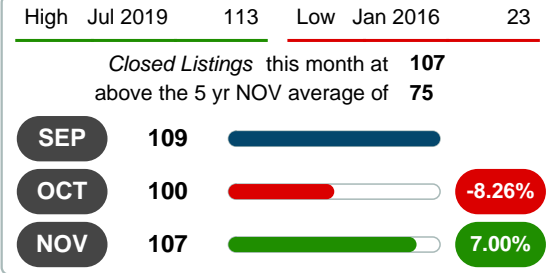 High Jul 2019 113 Low Jan 2016 23
Closed Listings this month at 107
above the 5 yr NOV average of 75
SEP 109
OCT 100 -8.26%
NOV 107 7.00%